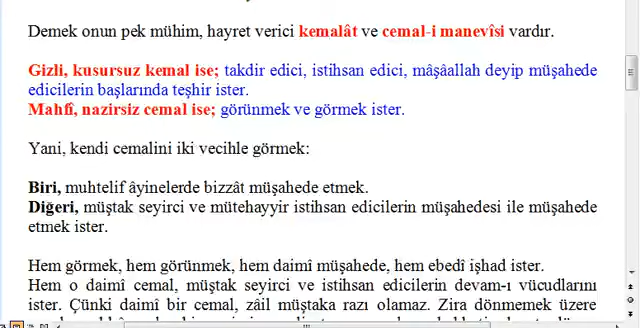 Demek onun pek mühim, hayret verici kemalât ve cemal-i manevîsi vardır.
Gizli, kusursuz kemal ise; takdir edici, istihsan edici, mâşâallah deyip müşahede
edicilerin başlarında teşhir ister.
Mahfî, nazirsiz cemal ise; görünmek ve görmek ister.
Yani, kendi cemalini iki vecihle görmek:
Biri, muhtelif âyinelerde bizzât müşahede etmek.
Diğeri, müştak seyirci ve mütehayyir istihsan edicilerin müşahedesi ile müşahede
etmek ister.
Hem görmek, hem görünmek, hem daimî müşahede, hem ebedî işhad ister.
Hem o daimî cemal, müştak seyirci ve istihsan edicilerin devam-ı vücudlarını
ister. Çünki daimî bir cemal, zâil müştaka razı olamaz. Zira dönmemek üzere